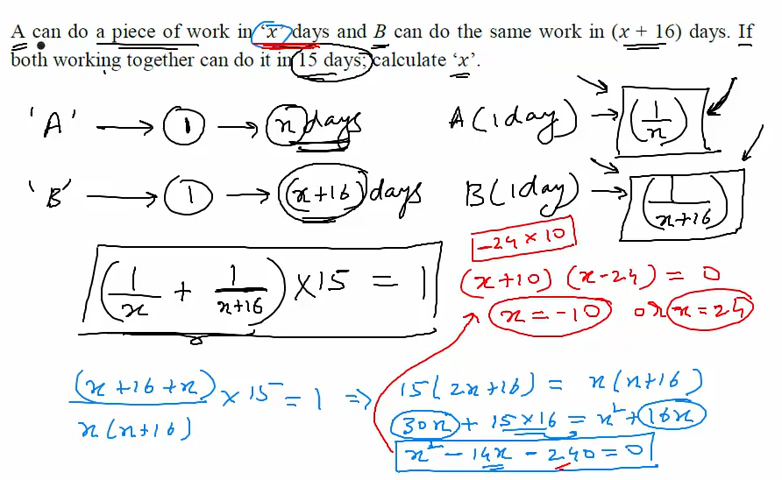 A can do a piece of work in ‘x’ days and B can do the same work in (x + 16) days. If
both working together can do it in 15 days; calculate ‘x’.
'A' → 1 → x days
A (1 day) → (1/x)
'B' → 1 → (x+16) days
B (1 day) → (1/x+16)
-24 × 10
(1/x + 1/x+16) × 15 = 1
(x+10) (x-24) = 0
x = -10 or x = 24
(x+16+x)/x(x+16) × 15 = 1 ⇒ 15(2x+16) = x(x+16)
30x + 15×16 = x² + 16x
x² - 14x - 240 = 0